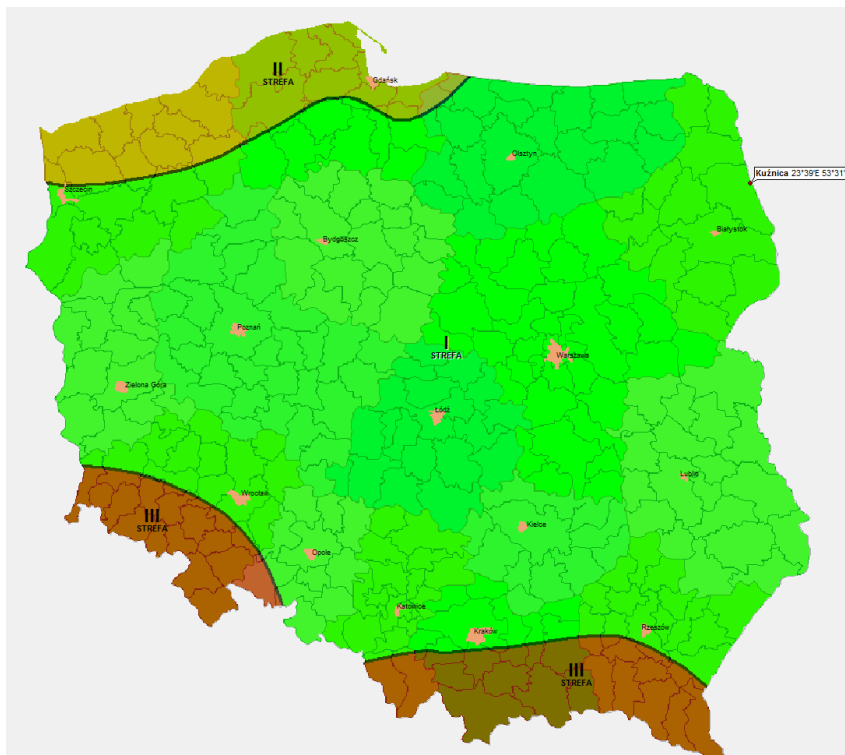 II
STREFA
Gdańsk
Olsztyn
Kuźnica 23°39'E 53°31'
Szczecin
Białystok
Bydgoszcz
Poznań
I
STREFA
Warszawa
Zielona Góra
Łódź
Lublin
Wrocław
III
STREFA
Kielce
Opole
Katowice
Kraków
Rzeszów
III
STREFA